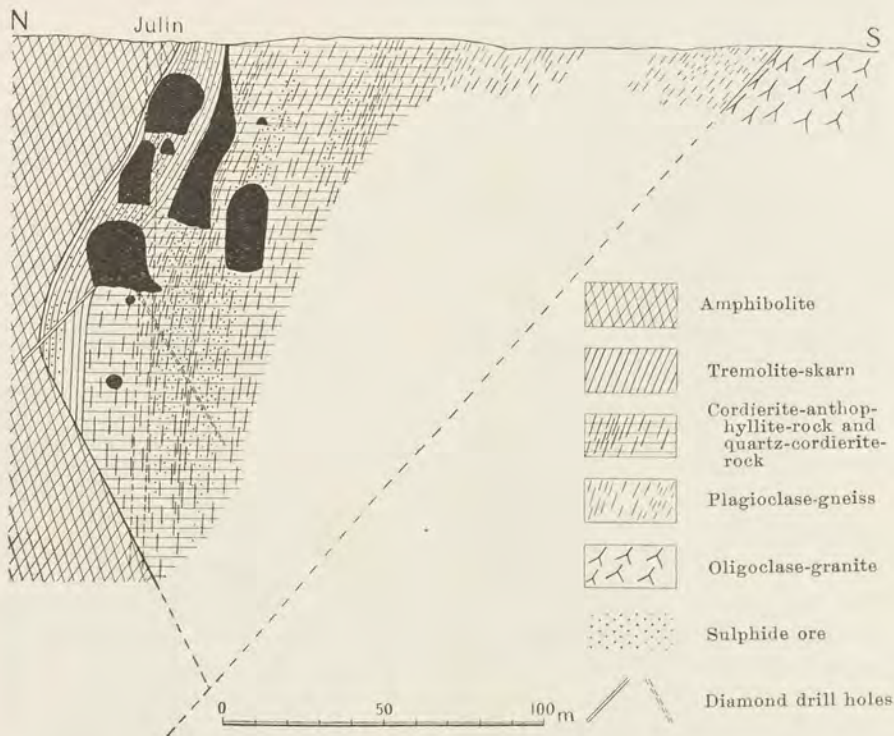 N
Julin
S
Amphibolite
Tremolite-skarn
Cordierite-anthop-
hyllite-rock and
quartz-cordierite-
rock
Plagioclase-gneiss
Oligoclase-granite
Sulphide ore
Diamond drill holes
0 50 100 m